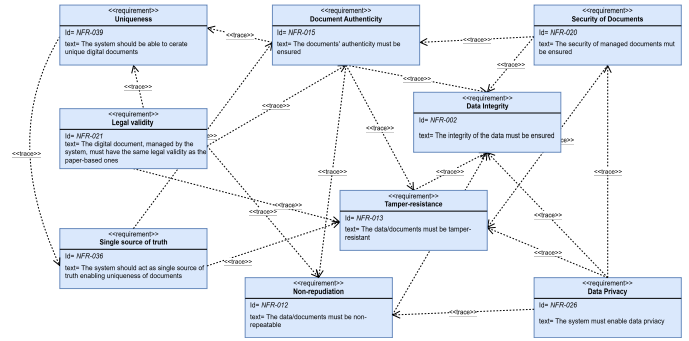 <<requirement>>
Uniqueness
Id= NFR-039
text= The system should be able to cerate
unique digital documents
<<requirement>>
Document Authenticity
Id= NFR-015
text= The documents' authenticity must be
ensured
<<requirement>>
Security of Documents
Id= NFR-020
text= The security of managed documents mut
be ensured
<<trace>>
<<trace>>
<<trace>>
<<trace>>
<<requirement>>
Data Integrity
Id= NFR-002
text= The integrity of the data must be ensured
<<trace>>
<<trace>>
<<requirement>>
Legal validity
Id= NFR-021
text= The digital document, managed by the
system, must have the same legal validity as the
paper-based ones
<<trace>>
<<trace>>
<<trace>>
<<trace>>
<<trace>>
<<trace>>
<<trace>>
<<trace>>
<<requirement>>
Tamper-resistance
Id= NFR-013
text= The data/documents must be tamper-
resistant
<<trace>>
<<trace>>
<<trace>>
<<requirement>>
Single source of truth
Id= NFR-036
text= The system should act as single source of
truth enabling uniqueness of documents
<<trace>>
<<trace>>
<<trace>>
<<requirement>>
Non-repudiation
Id= NFR-012
text= The data/documents must be non-
repeatable
<<trace>>
<<requirement>>
Data Privacy
Id= NFR-026
text= The system must enable data prviacy